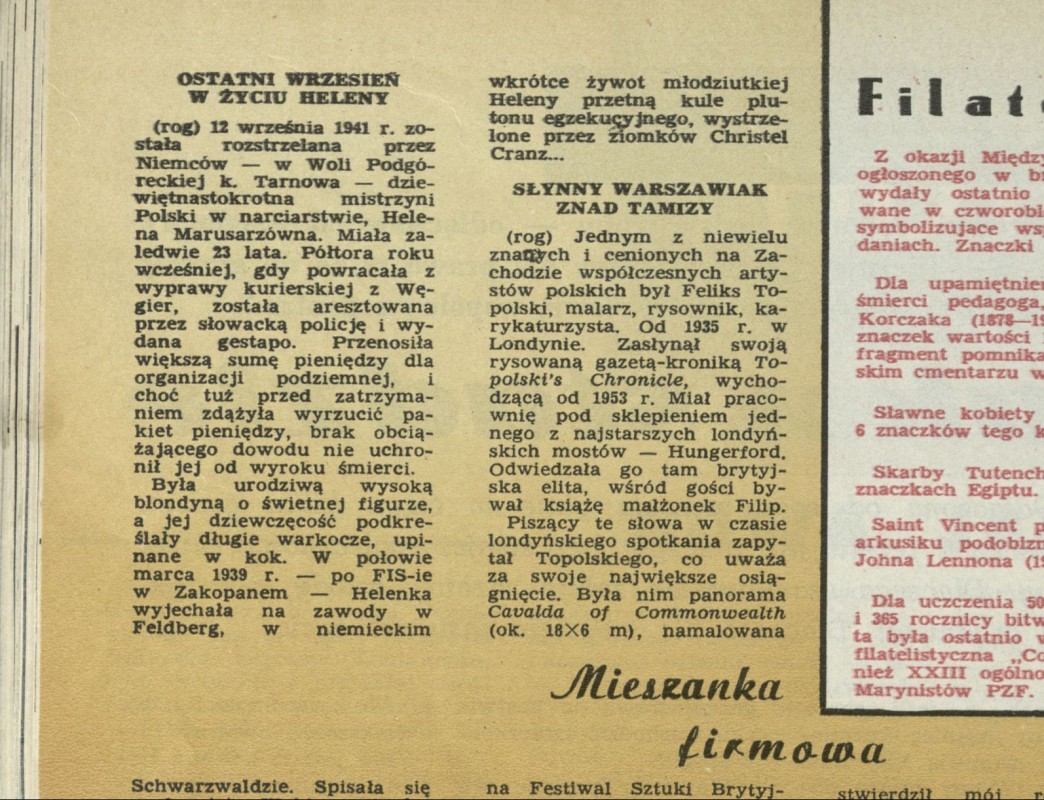 OSTATNI WRZESIEŃ
W ŻYCIU HELENY
(rog) 12 września 1941 r. zo-
stała rozstrzelana przez
Niemców — w Woli Podgó-
reckiej k. Tarnowa — dzie-
więtnastokrotna mistrzyni
Polski w narciarstwie, Hele-
na Marusarzówna. Miała za-
ledwie 23 lata. Półtora roku
wcześniej, gdy powracała z
wyprawy kurierskiej z Wę-
gier, została aresztowana
przez słowacką policję i wy-
dana gestapo. Przenosiła
większą sumę pieniędzy dla
organizacji podziemnej, i
choć tuż przed zatrzyma-
niem zdążyła wyrzucić pa-
kiet pieniędzy, brak obcią-
żającego dowodu nie uchro-
nił jej od wyroku śmierci.
Była urodziwą wysoką
blondyną o świetnej figurze,
a jej dziewczęcość podkre-
ślały długie warkocze, upi-
nane w kok. W połowie
marca 1939 r. — po FIS-ie
w Zakopanem — Helenka
wyjechała na zawody w
Feldberg, w niemieckim
Schwarzwaldzie. Spisała się
wkrótce żywot młodziutkiej
Heleny przetną kule plu-
tonu egzekucyjnego, wystrze-
lone przez ziomków Christel
Cranz...
SŁYNNY WARSZAWIAK
ZNAD TAMIZY
(rog) Jednym z niewielu
znanych i cenionych na Za-
chodzie współczesnych arty-
stów polskich był Feliks To-
polski, malarz, rysownik, ka-
rykaturzysta. Od 1935 r. w
Londynie. Zasłynął swoją
rysowaną gazetą-kroniką To-
polski's Chronicle, wycho-
dzącą od 1953 r. Miał praco-
wnię pod sklepieniem jed-
nego z najstarszych londyń-
skich mostów — Hungerford.
Odwiedzała go tam brytyj-
ska elita, wśród gości by-
wał książę małżonek Filip.
Piszący te słowa w czasie
londyńskiego spotkania zapy-
tał Topolskiego, co uważa
za swoje największe osią-
gnięcie. Była nim panorama
Cavalda of Commonwealth
(ok. 18×6 m), namalowana
na Festiwal Sztuki Brytyj-
Mieszanka
firmowa
stwierdził mój
Filat
Z okazji Między
ogłoszonego w
wydały ostatnio
wane w czworobl
symbolizujące wsp
daniach. Znaczki
Dla upamiętnien
śmierci pedagoga,
Korczaka (1878—19
znaczek wartości
fragment pomnika
skim cmentarzu w
Sławne kobiety
6 znaczków tego k
Skarby Tutench
znaczkach Egiptu.
Saint Vincent p
arkusiku podobizn
Johna Lennona (19
Dla uczczenia 50
i 365 rocznicy bitw
ta była ostatnio w
filatelistyczna „Co
nież XXIII ogólno
Marynistów PZF.